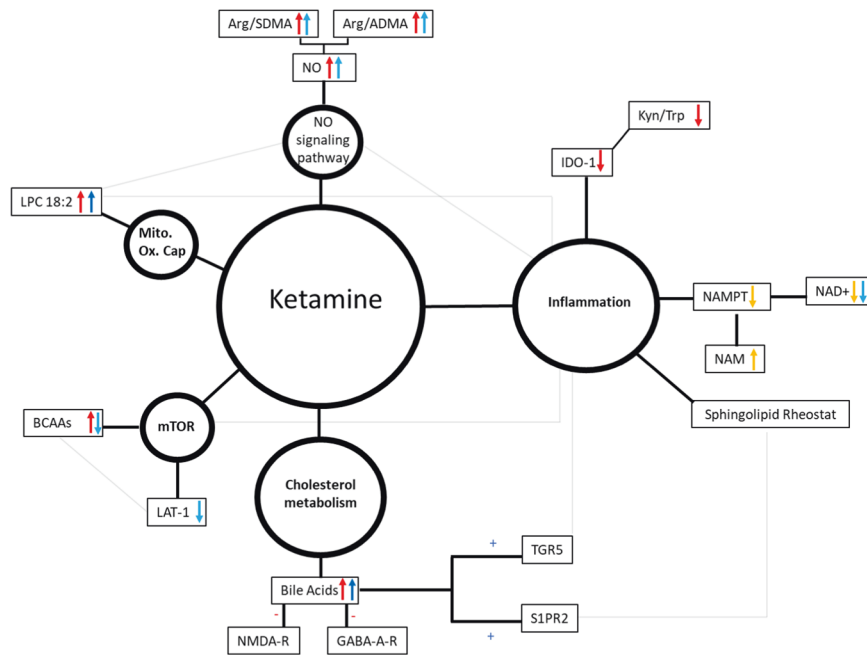 Arg/SDMA
Arg/ADMA
NO
NO
signaling
pathway
Kyn/Trp
IDO-1
LPC 18:2
Mito.
Ox. Cap
Ketamine
Inflammation
NAMPT
NAD+
NAM
BCAAs
mTOR
Sphingolipid Rheostat
LAT-1
Cholesterol
metabolism
+
TGR5
Bile Acids
-
-
S1PR2
+
NMDA-R
GABA-A-R